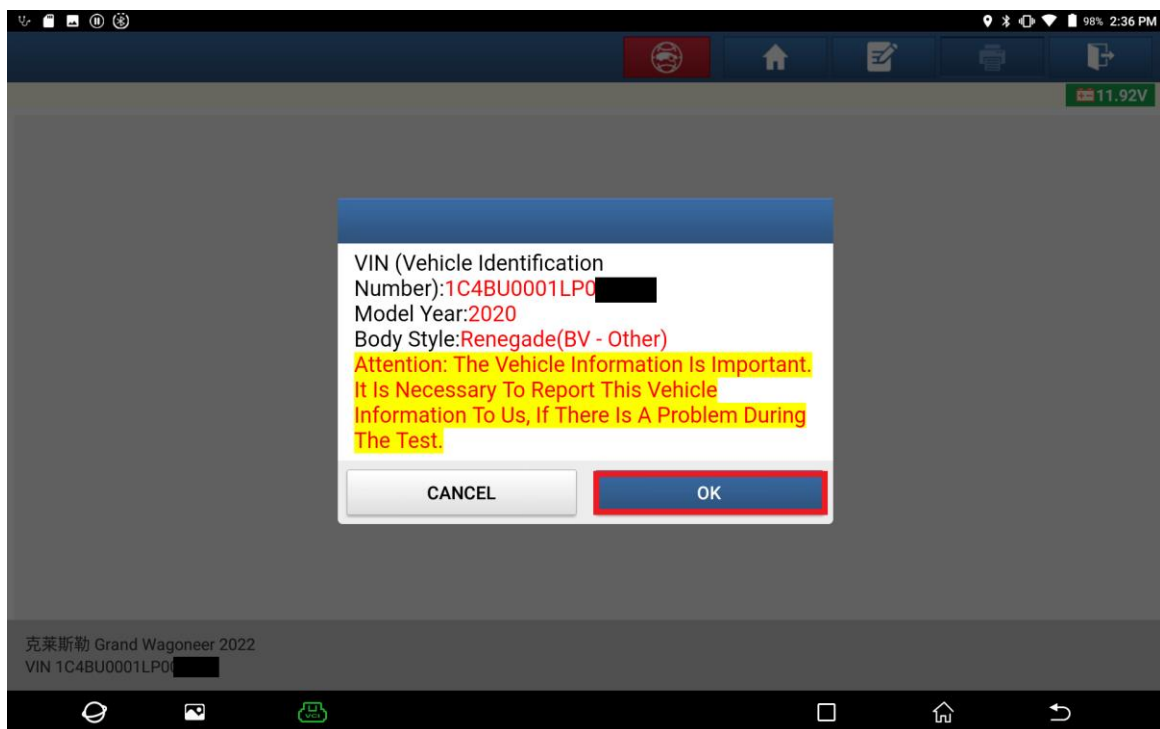 98% 2:36 PM
11.92V
VIN (Vehicle Identification
Number):1C4BU0001LP0
Model Year:2020
Body Style:Renegade(BV - Other)
Attention: The Vehicle Information Is Important.
It Is Necessary To Report This Vehicle
Information To Us, If There Is A Problem During
The Test.
CANCEL
OK
克莱斯勒 Grand Wagoneer 2022
VIN 1C4BU0001LP0
VCI